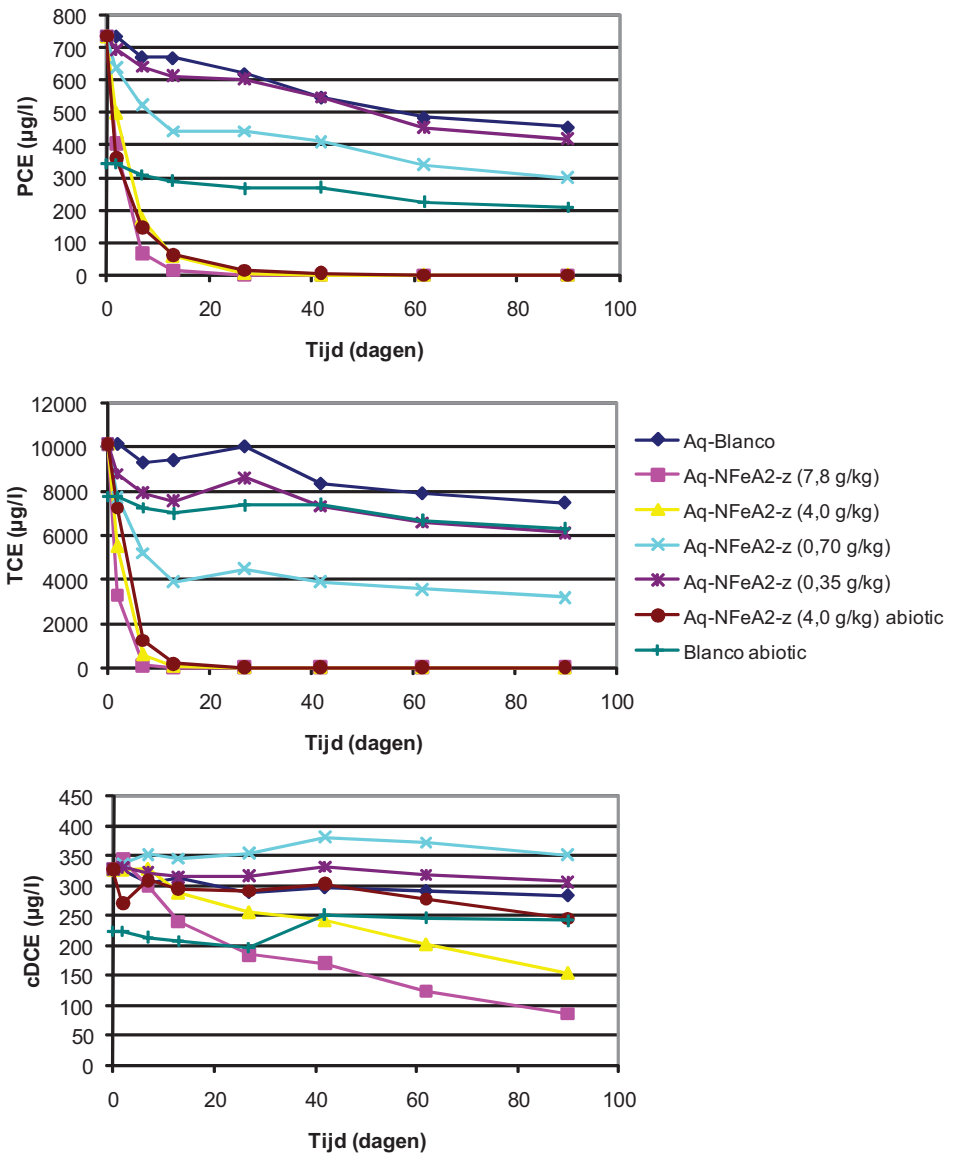 800
700
600
500
400
300
200
100
0
PCE (µg/l)
0 20 40 60 80 100
Tijd (dagen)
12000
10000
8000
6000
4000
2000
0
TCE (µg/l)
0 20 40 60 80 100
Tijd (dagen)
Aq-Blanco
Aq-NFeA2-z (7,8 g/kg)
Aq-NFeA2-z (4,0 g/kg)
Aq-NFeA2-z (0,70 g/kg)
Aq-NFeA2-z (0,35 g/kg)
Aq-NFeA2-z (4,0 g/kg) abiotic
Blanco abiotic
450
400
350
300
250
200
150
100
50
0
cDCE (µg/l)
0 20 40 60 80 100
Tijd (dagen)